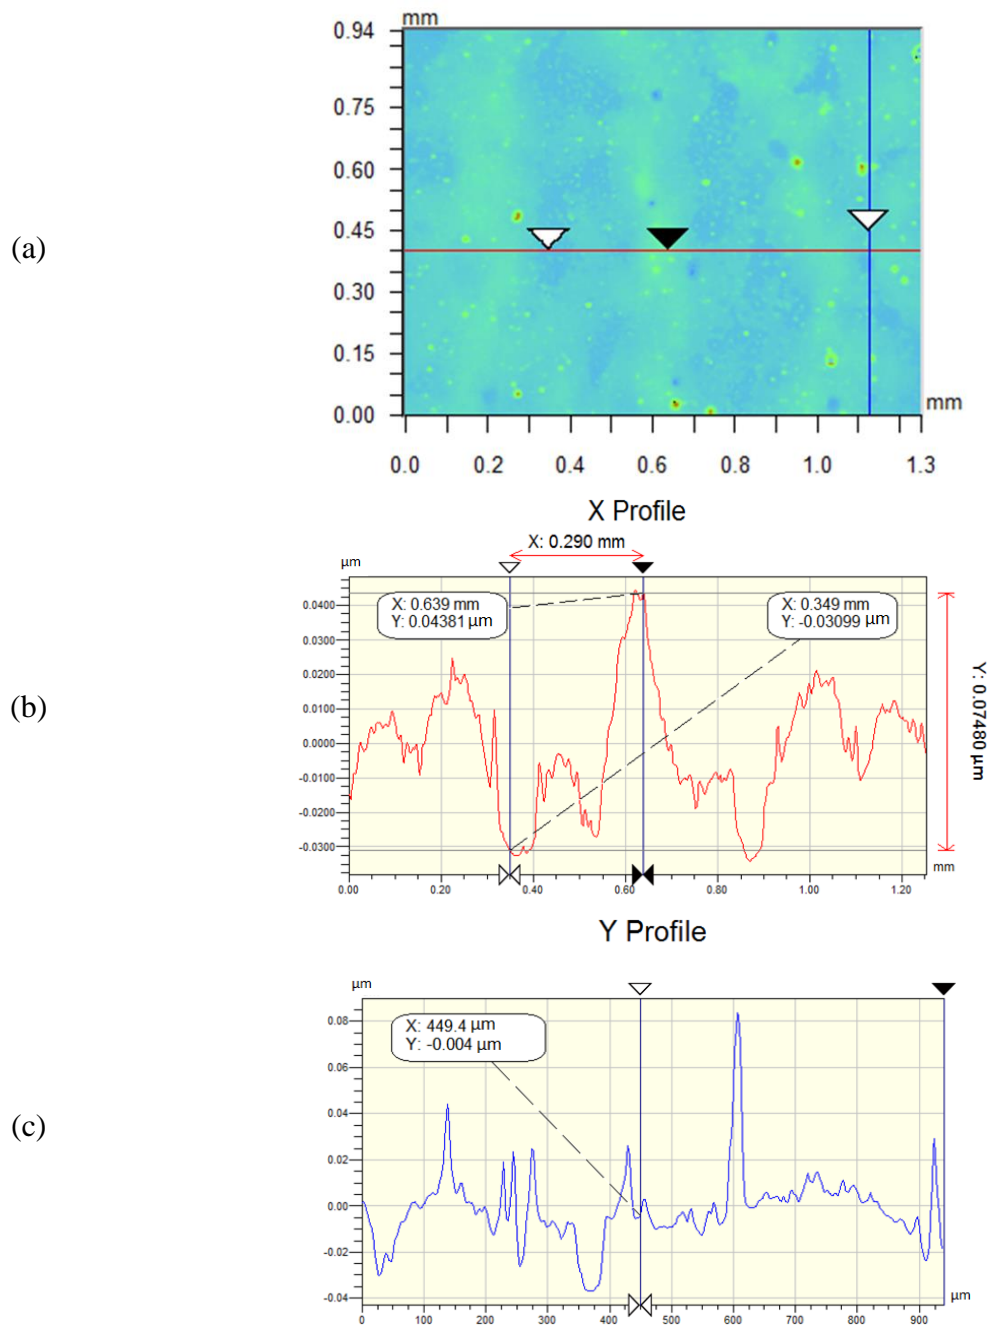 (a)
mm
0.94
0.75
0.60
0.45
0.30
0.15
0.00
mm
0.0 0.2 0.4 0.6 0.8 1.0 1.3
(b)
X Profile
X: 0.290 mm
µm
X: 0.639 mm
Y: 0.04381 µm
X: 0.349 mm
Y: -0.03099 µm
0.0400
0.0300
0.0200
0.0100
0.0000
-0.0100
-0.0200
-0.0300
Y: 0.07480 µm
mm
0.00 0.20 0.40 0.60 0.80 1.00 1.20
(c)
Y Profile
µm
X: 449.4 µm
Y: -0.004 µm
0.08
0.06
0.04
0.02
0.00
-0.02
-0.04
µm
0 100 200 300 400 500 600 700 800 900